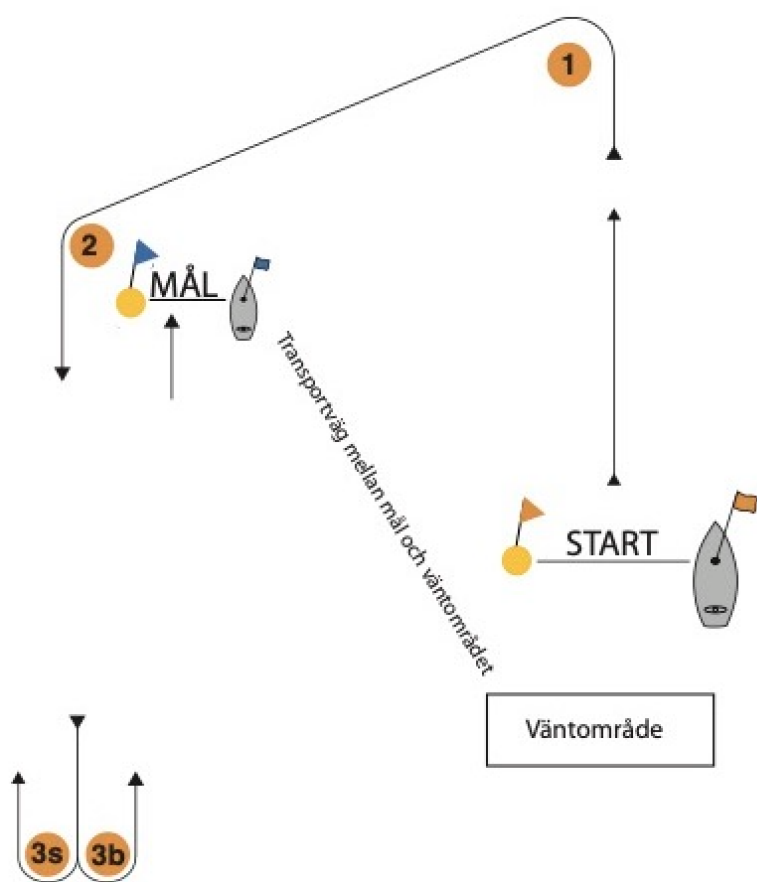 1
2
MÅL
Transportväg mellan mål och väntområdet
START
Väntområde
3s
3b